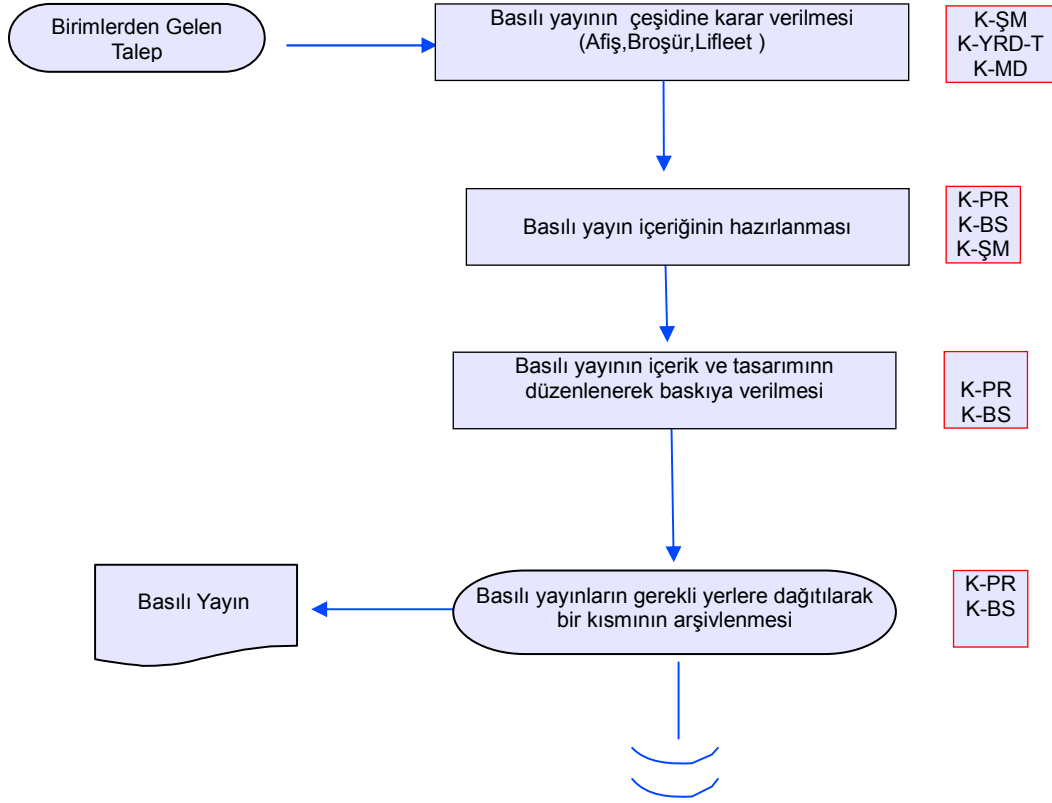 Birimlerden Gelen
Talep
Basılı yayının çeşidine karar verilmesi
(Afiş,Broşür,Lifleet )
K-ŞM
K-YRD-T
K-MD
Basılı yayın içeriğinin hazırlanması
K-PR
K-BS
K-ŞM
Basılı yayının içerik ve tasarımınn
düzenlenerek baskıya verilmesi
K-PR
K-BS
Basılı Yayın
Basılı yayınların gerekli yerlere dağıtılarak
bir kısmının arşivlenmesi
K-PR
K-BS